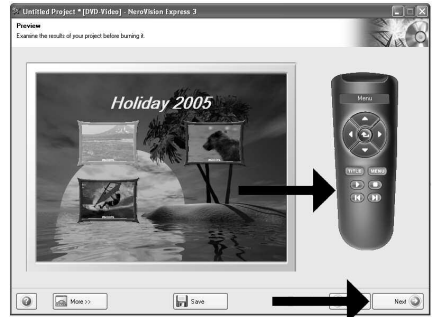 Untitled Project * [DVD-Video] - NeroVision Express 3
Preview
Examine the results of your project before burning it.
Holiday 2005
Menu
TITLE MENU
More >>
Save
Next